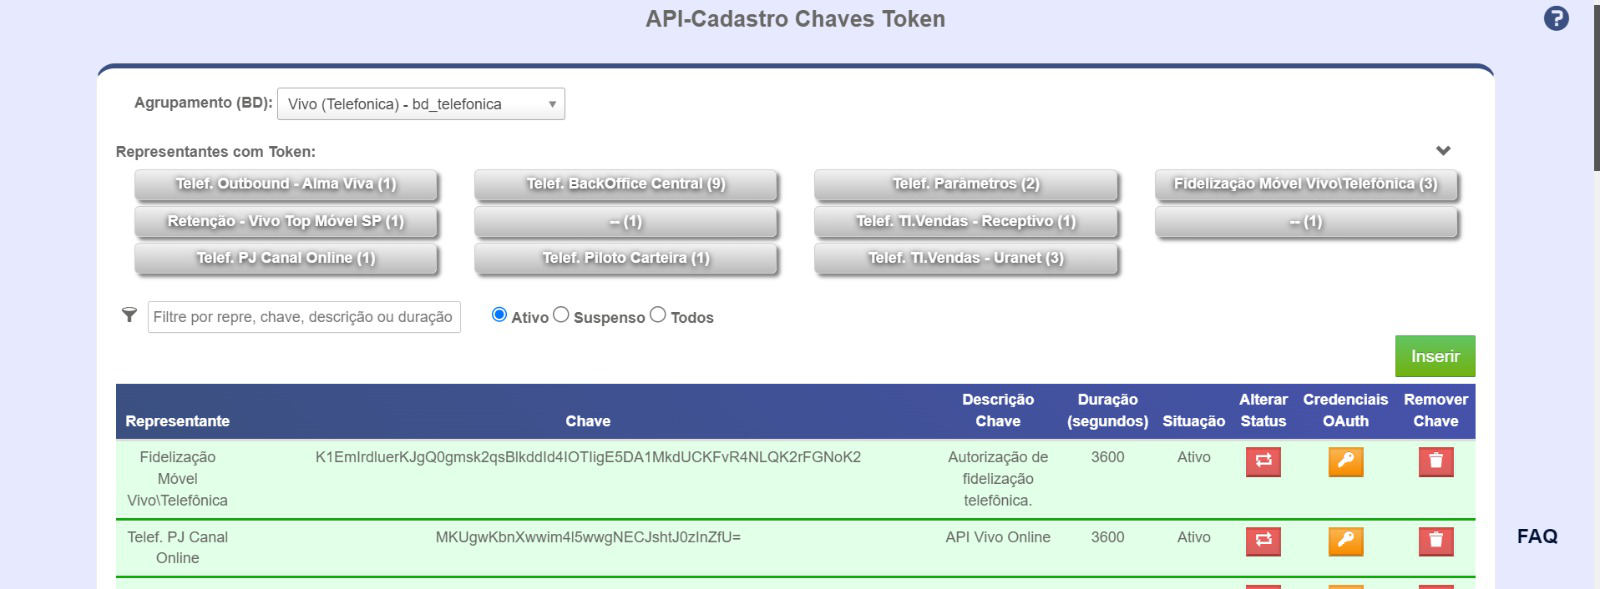 API-Cadastro Chaves Token
?
Agrupamento (BD): Vivo (Telefonica) - bd_telefonica
Representantes com Token:
Telef. Outbound - Alma Viva (1) Telef. BackOffice Central (9) Telef. Parâmetros (2) Fidelização Móvel Vivo\Telefônica (3)
Retenção - Vivo Top Móvel SP (1) -- (1) Telef. TI.Vendas - Receptivo (1) -- (1)
Telef. PJ Canal Online (1) Telef. Piloto Carteira (1) Telef. TI.Vendas - Uranet (3)
Filtre por repre, chave, descrição ou duração Ativo Suspenso Todos
Inserir
Descrição Duração Alterar Credenciais Remover
Representante Chave Chave (segundos) Situação Status OAuth Chave
Fidelização K1EmIrdluerKJgQ0gmsk2qsBlkddId4IOTligE5DA1MkdUCKFvR4NLQK2rFGNoK2 Autorização de 3600 Ativo
Móvel fidelização
Vivo\Telefônica telefônica.
Telef. PJ Canal MKUgwKbnXwwim4I5wwgNECJshtJ0zInZfU= API Vivo Online 3600 Ativo
Online
FAQ